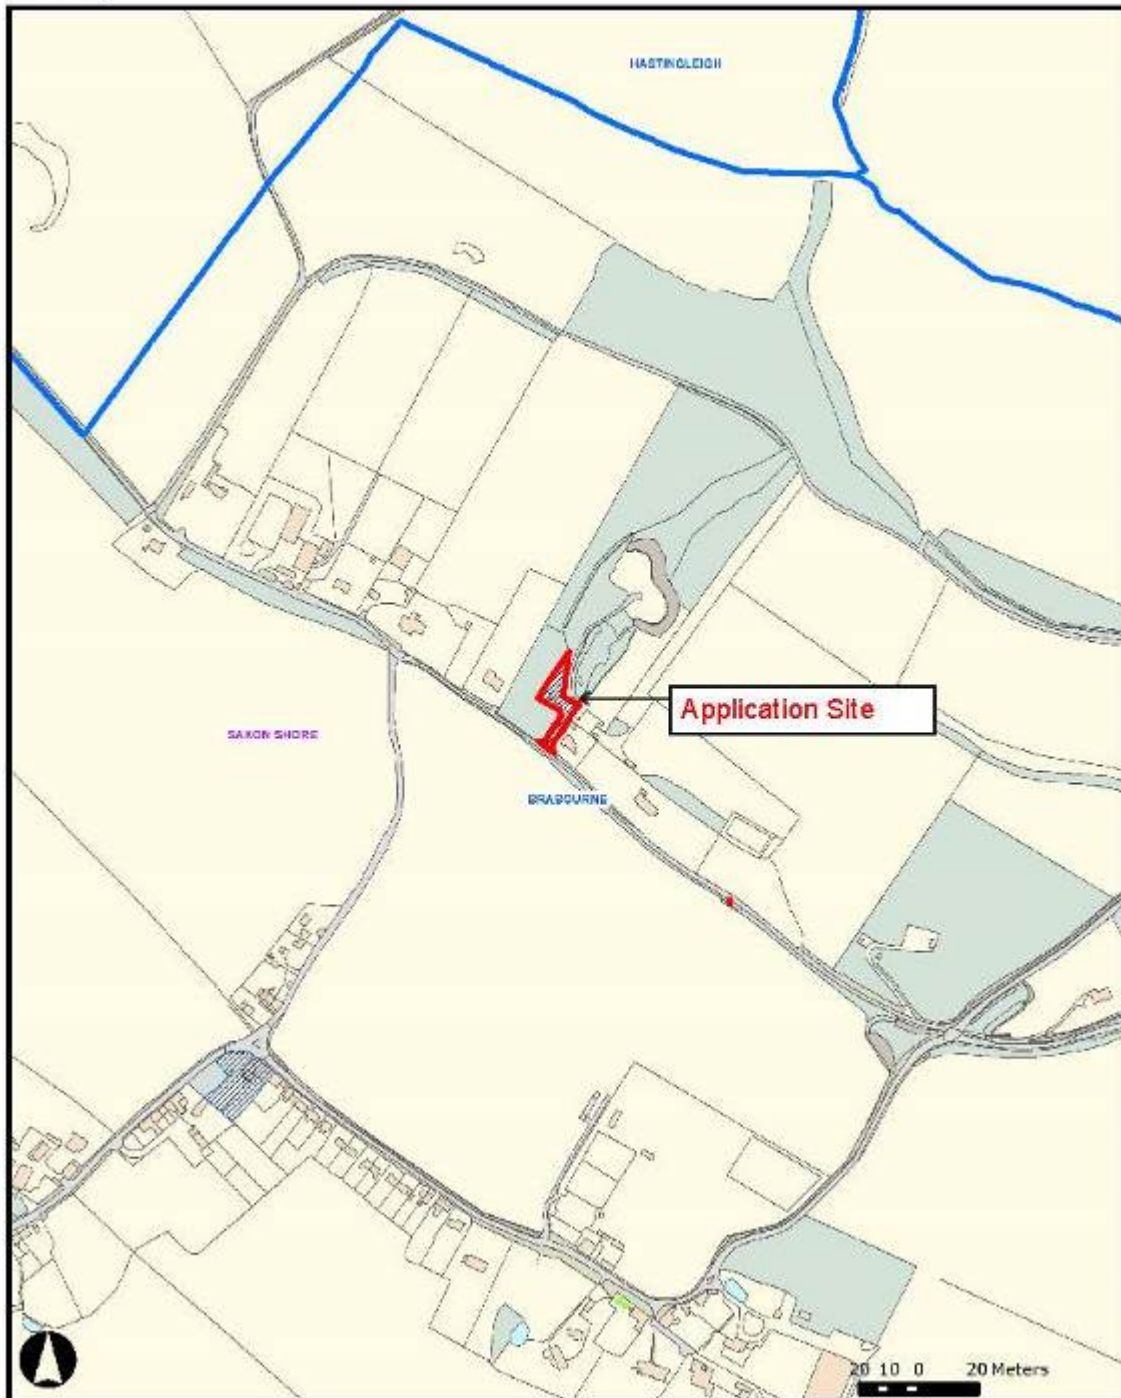 HASTINGLEIGH
Application Site
SAXON SHORE
BRABOURNE
20 10 0 20 Meters